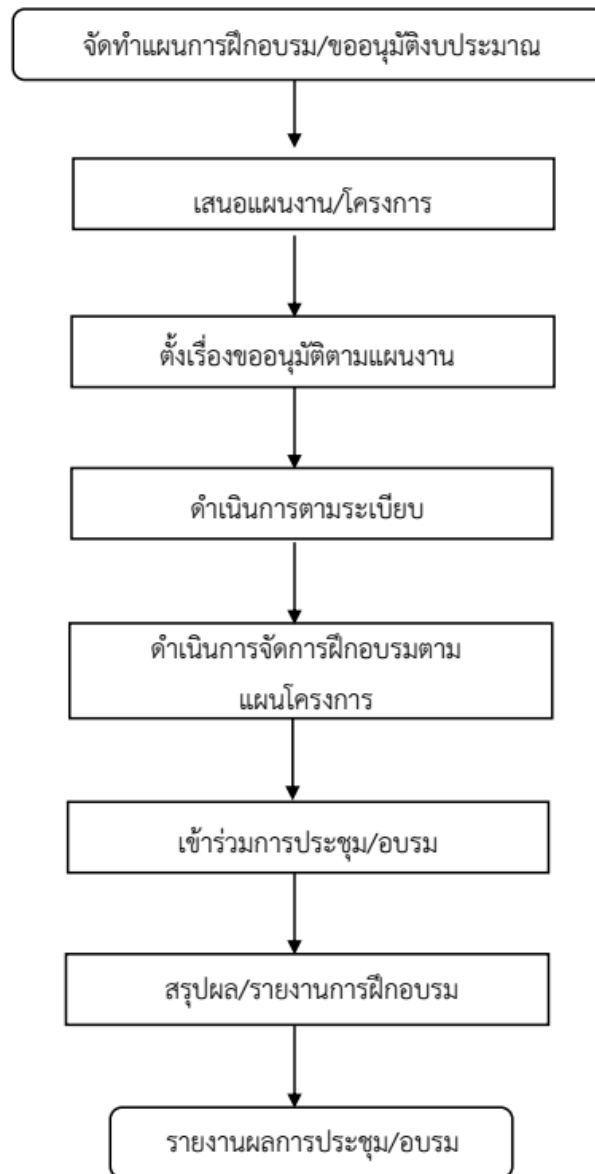 จัดทำแผนการฝึกอบรม/ขออนุมัติงบประมาณ
เสนอแผนงาน/โครงการ
ตั้งเรื่องขออนุมัติตามแผนงาน
ดำเนินการตามระเบียบ
ดำเนินการจัดการฝึกอบรมตาม
แผนโครงการ
เข้าร่วมการประชุม/อบรม
สรุปผล/รายงานการฝึกอบรม
รายงานผลการประชุม/อบรม